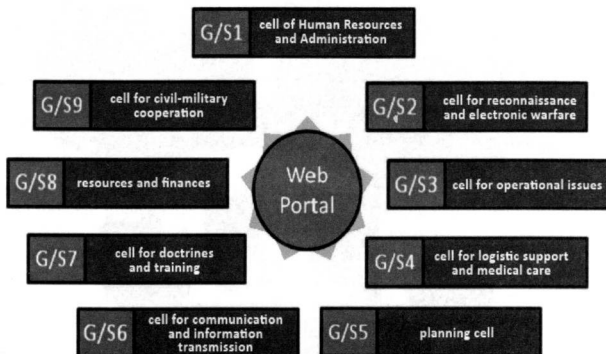 G/S1
cell of Human Resources
and Administration
G/S9
cell for civil-military
cooperation
G/S2
cell for reconnaissance
and electronic warfare
G/S8
resources and finances
Web
Portal
G/S3
cell for operational issues
G/S7
cell for doctrines
and training
G/S4
cell for logistic support
and medical care
G/S6
cell for communication
and information
transmission
G/S5
planning cell